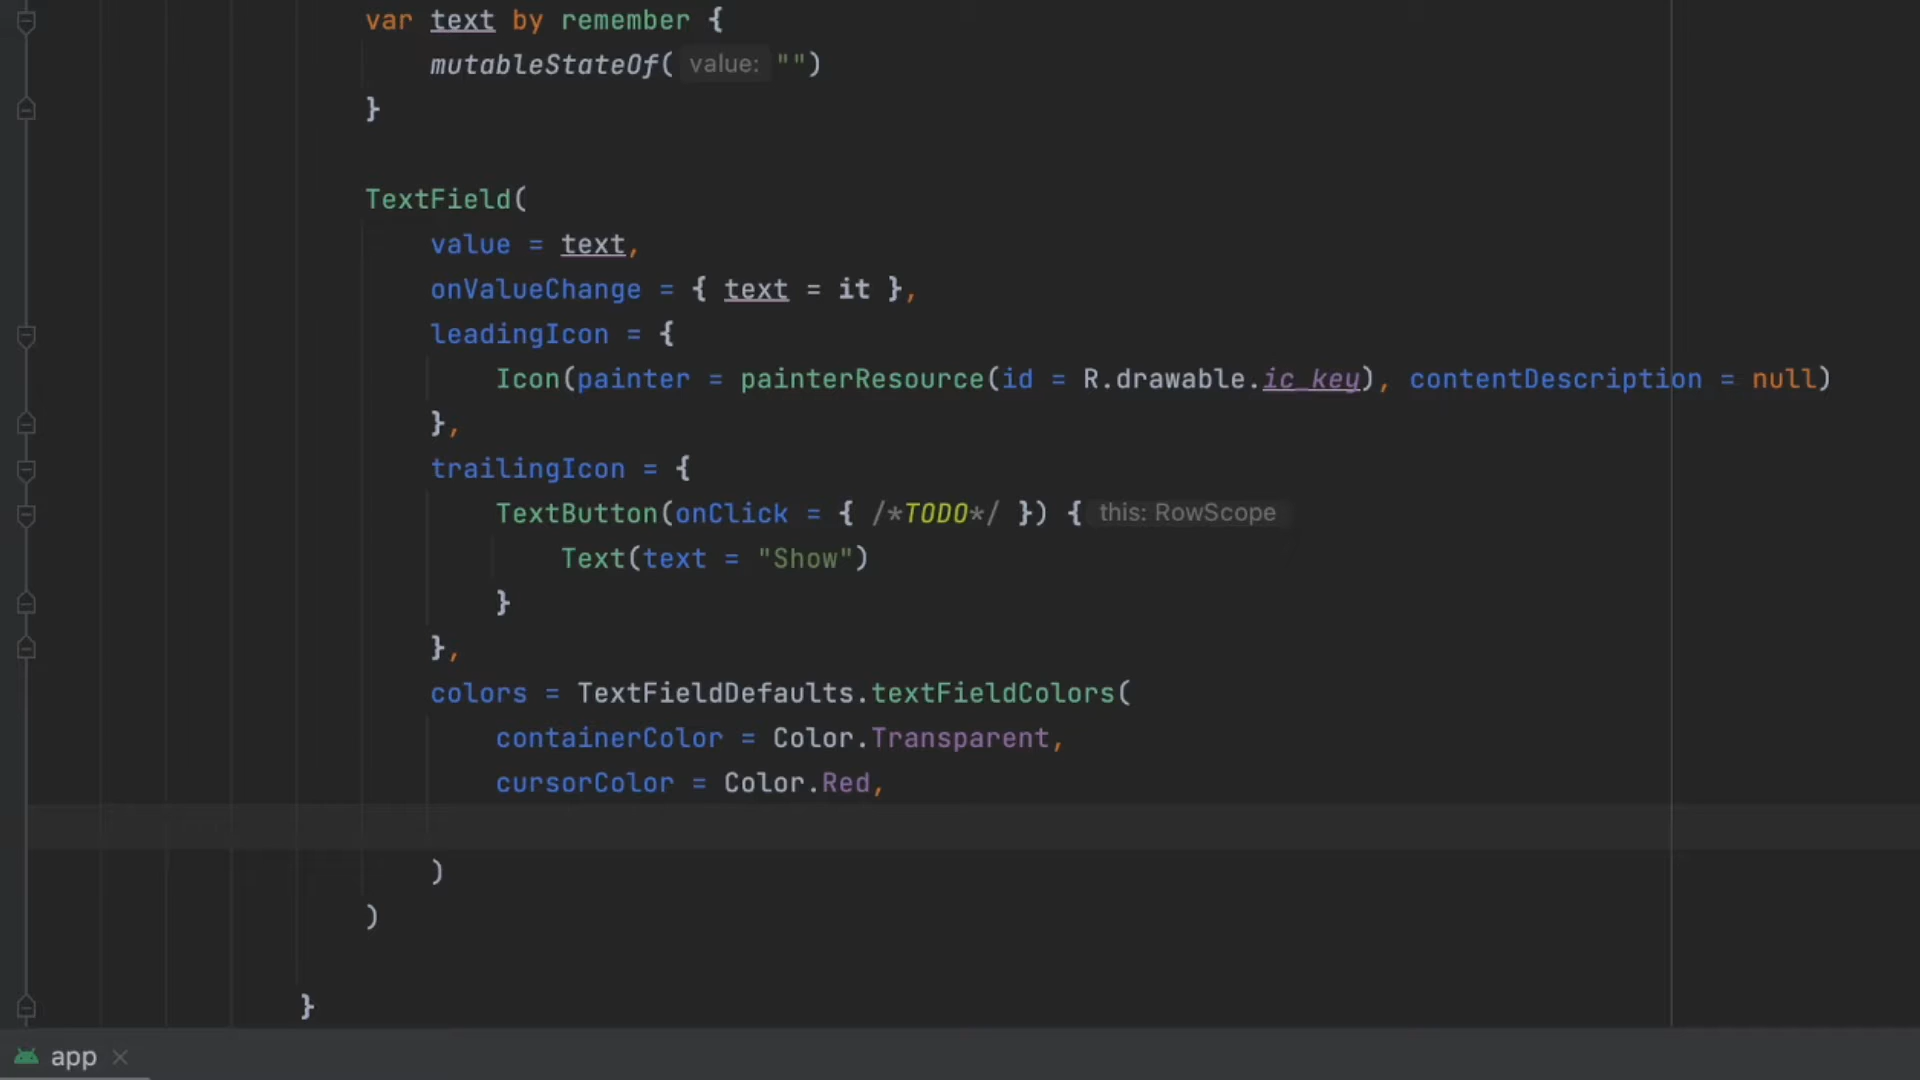 var text by remember {
mutableStateOf( value: "")
}
TextField(
value = text,
onValueChange = { text = it },
leadingIcon = {
Icon(painter = painterResource(id = R.drawable.ic_key), contentDescription = null)
},
trailingIcon = {
TextButton(onClick = { /*TODO*/ }) { this: RowScope
Text(text = "Show")
}
},
colors = TextFieldDefaults.textFieldColors(
containerColor = Color.Transparent,
cursorColor = Color.Red,
)
)
}
app